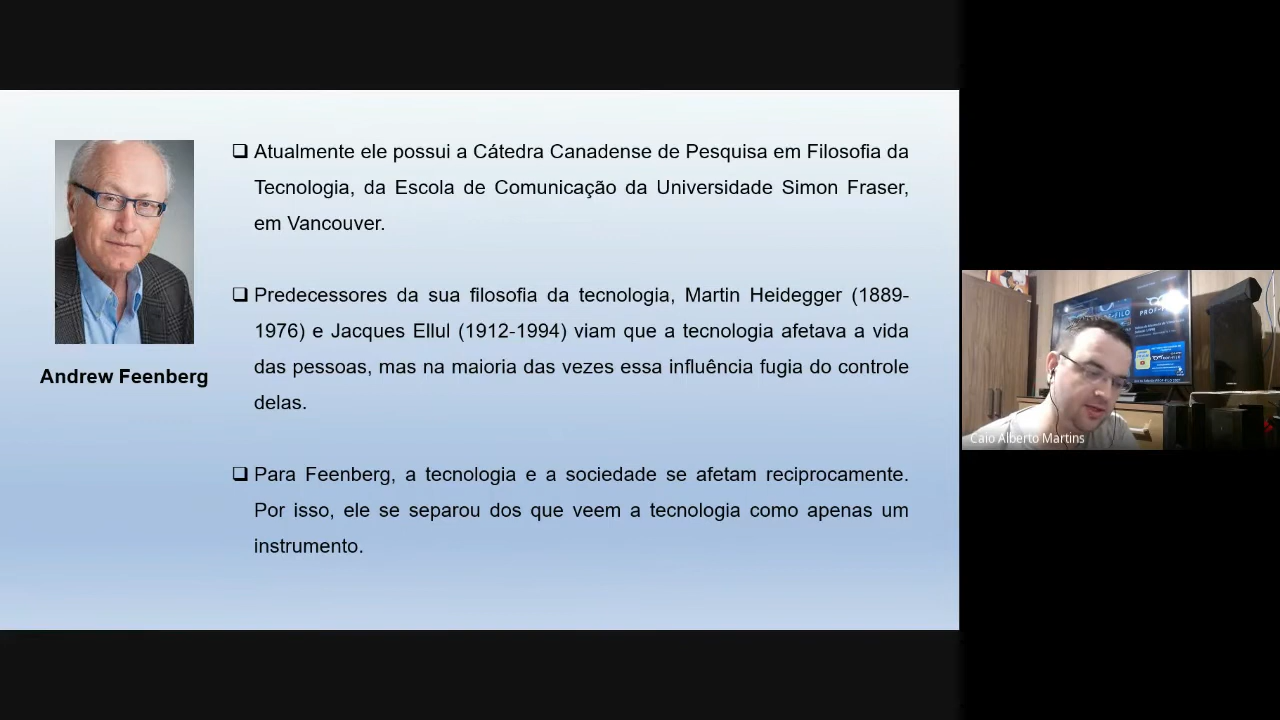 Atualmente ele possui a Cátedra Canadense de Pesquisa em Filosofia da
Tecnologia, da Escola de Comunicação da Universidade Simon Fraser,
em Vancouver.
Predecessores da sua filosofia da tecnologia, Martin Heidegger (1889-
1976) e Jacques Ellul (1912-1994) viam que a tecnologia afetava a vida
das pessoas, mas na maioria das vezes essa influência fugia do controle
delas.
Andrew Feenberg
Para Feenberg, a tecnologia e a sociedade se afetam reciprocamente.
Por isso, ele se separou dos que veem a tecnologia como apenas um
instrumento.
Caio Alberto Martins